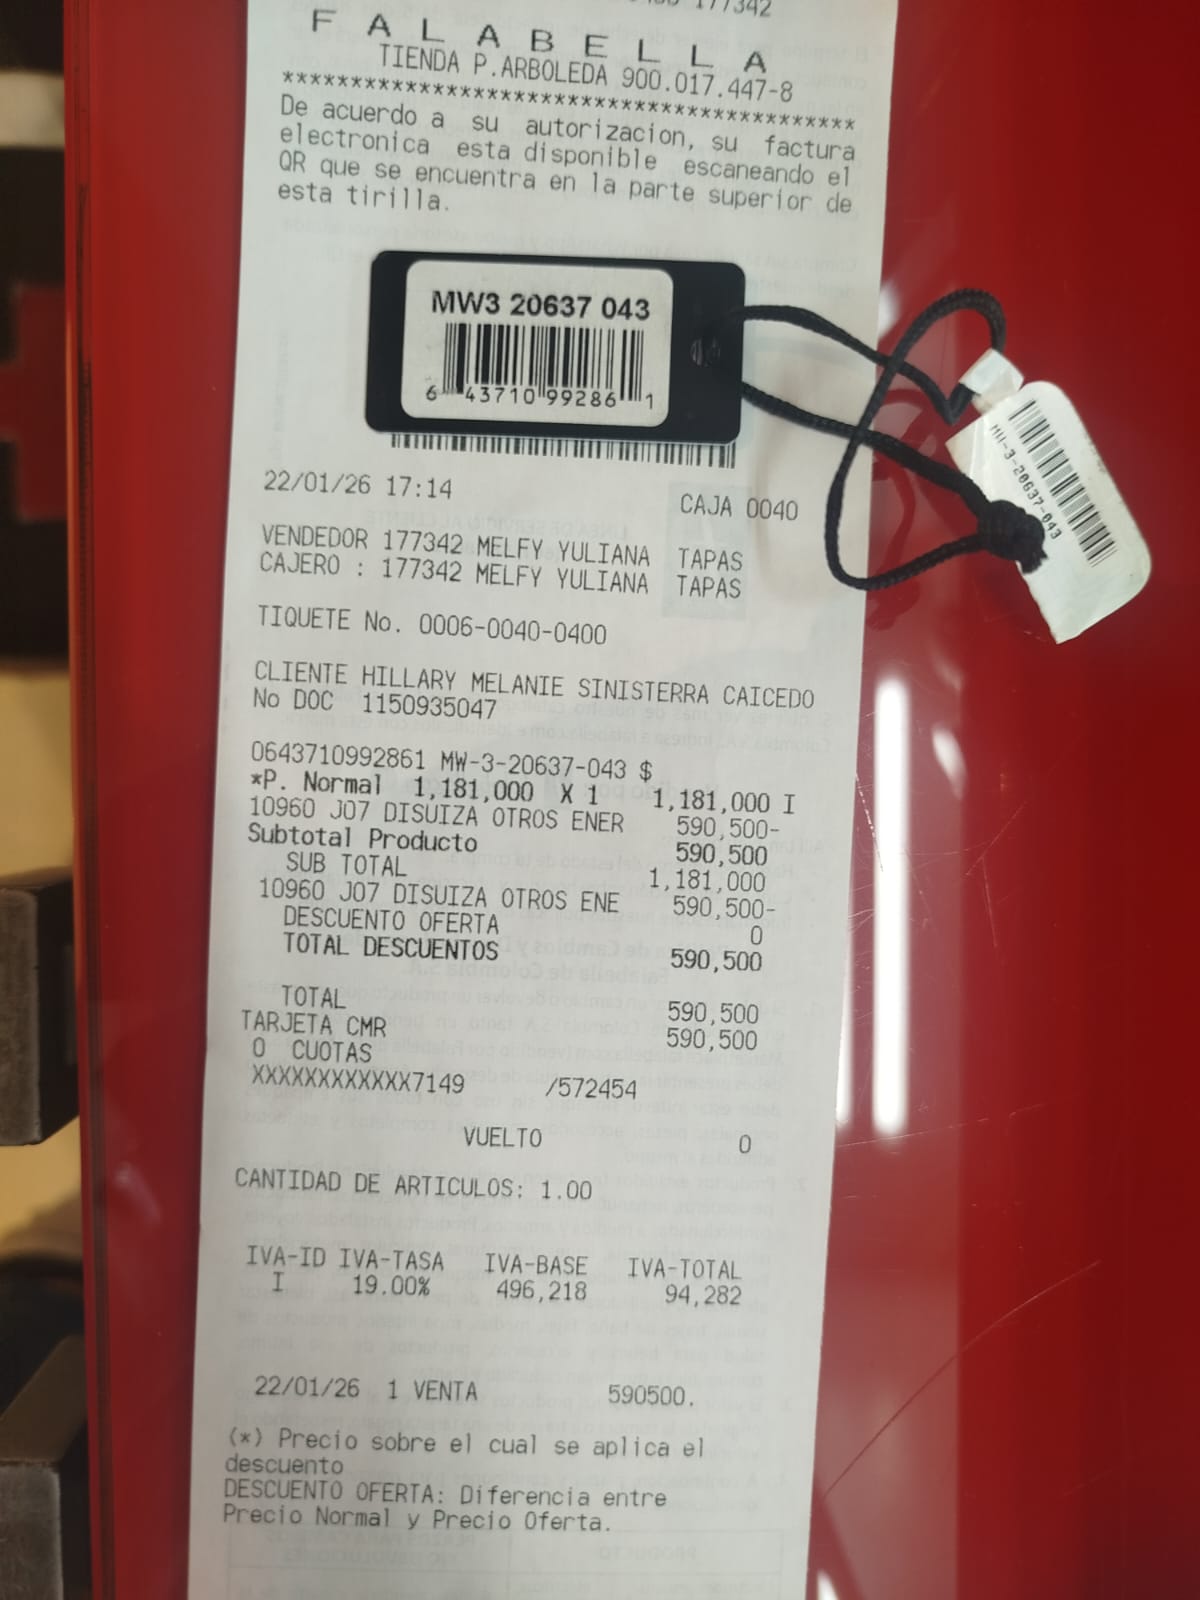 177342
F A L A B E L L A
TIENDA P.ARBOLEDA 900.017.447-8
******************************************
De acuerdo a su autorizacion, su factura
electronica esta disponible escaneando el
QR que se encuentra en la parte superior de
esta tirilla.
MW3 20637 043
6 43710 99286 1
MW-3-20637-043
22/01/26 17:14 CAJA 0040
VENDEDOR 177342 MELFY YULIANA TAPAS
CAJERO : 177342 MELFY YULIANA TAPAS
TIQUETE No. 0006-0040-0400
CLIENTE HILLARY MELANIE SINISTERRA CAICEDO
No DOC 1150935047
0643710992861 MW-3-20637-043 $
*P. Normal 1,181,000 X 1 1,181,000 I
10960 J07 DISUIZA OTROS ENER 590,500-
Subtotal Producto 590,500
SUB TOTAL 1,181,000
10960 J07 DISUIZA OTROS ENE 590,500-
DESCUENTO OFERTA 0
TOTAL DESCUENTOS 590,500
TOTAL 590,500
TARJETA CMR 590,500
0 CUOTAS
XXXXXXXXXXXX7149 /572454
VUELTO 0
CANTIDAD DE ARTICULOS: 1.00
IVA-ID IVA-TASA IVA-BASE IVA-TOTAL
I 19.00% 496,218 94,282
22/01/26 1 VENTA 590500.
(*) Precio sobre el cual se aplica el
descuento
DESCUENTO OFERTA: Diferencia entre
Precio Normal y Precio Oferta.